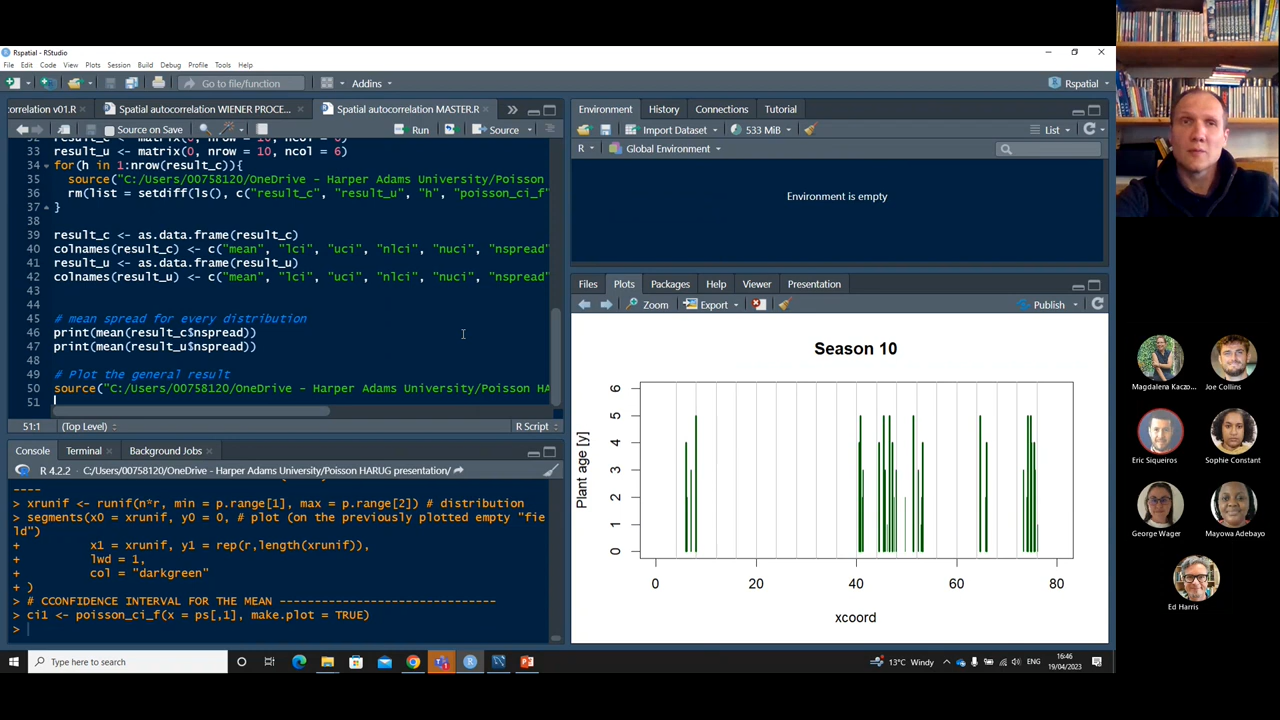 Rspatial - RStudio
File Edit Code View Plots Session Build Debug Profile Tools Help
Go to file/function
Addins
Rspatial
correlation v01.R
Spatial autocorrelation WIENER PROCE...
Spatial autocorrelation MASTER.R
Source on Save
Run
Source
33 result_u <- matrix(0, nrow = 10, ncol = 6)
34 for(h in 1:nrow(result_c)){
35 source("C:/Users/00758120/OneDrive - Harper Adams University/Poisson
36 rm(list = setdiff(ls(), c("result_c", "result_u", "h", "poisson_ci_f"
37 }
38
39 result_c <- as.data.frame(result_c)
40 colnames(result_c) <- c("mean", "lci", "uci", "nlci", "nuci", "nspread"
41 result_u <- as.data.frame(result_u)
42 colnames(result_u) <- c("mean", "lci", "uci", "nlci", "nuci", "nspread"
43
44
45 # mean spread for every distribution
46 print(mean(result_c$nspread))
47 print(mean(result_u$nspread))
48
49 # Plot the general result
50 source("C:/Users/00758120/OneDrive - Harper Adams University/Poisson HA
51
51:1 (Top Level) R Script
Console Terminal Background Jobs
R 4.2.2 · C:/Users/00758120/OneDrive - Harper Adams University/Poisson HARUG presentation/
----
> xrunif <- runif(n*r, min = p.range[1], max = p.range[2]) # distribution
> segments(x0 = xrunif, y0 = 0, # plot (on the previously plotted empty "fie
ld")
+ x1 = xrunif, y1 = rep(r,length(xrunif)),
+ lwd = 1,
+ col = "darkgreen"
+ )
> # CCONFIDENCE INTERVAL FOR THE MEAN -------------------------------
> ci1 <- poisson_ci_f(x = ps[,1], make.plot = TRUE)
>
Environment History Connections Tutorial
Import Dataset 533 MiB List
R Global Environment
Environment is empty
Files Plots Packages Help Viewer Presentation
Zoom Export Publish
Season 10
Plant age [y]
6
5
4
3
2
1
0
0 20 40 60 80
xcoord
Magdalena Kaczo...
Joe Collins
Eric Siqueiros
Sophie Constant
George Wager
Mayowa Adebayo
Ed Harris
Type here to search
13°C Windy
ENG
16:46
19/04/2023